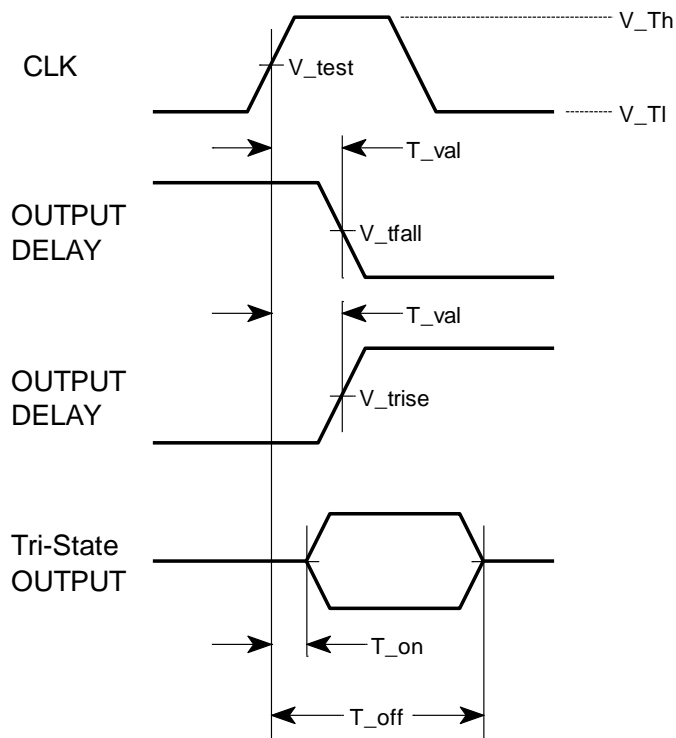 V_Th
CLK
V_test
V_Tl
T_val
OUTPUT
DELAY
V_tfall
T_val
OUTPUT
DELAY
V_trise
Tri-State
OUTPUT
T_on
T_off